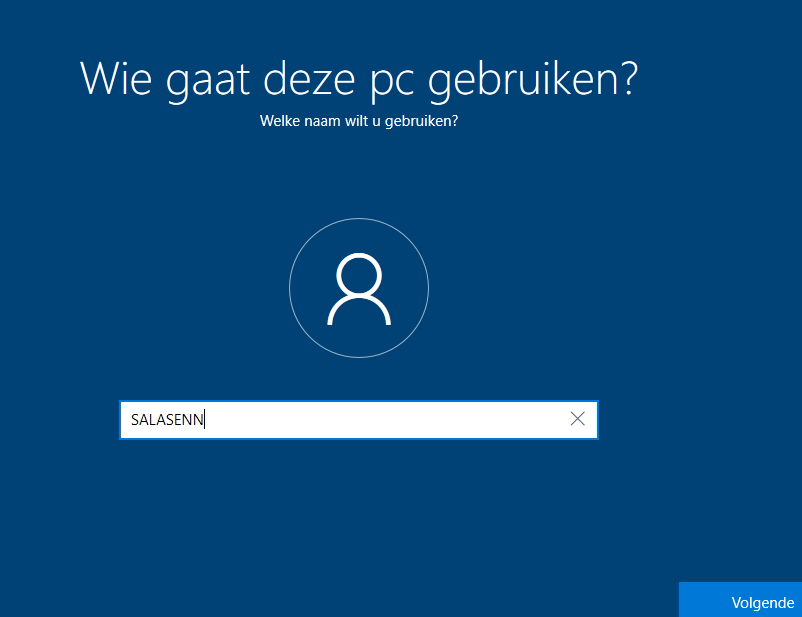 Wie gaat deze pc gebruiken?
Welke naam wilt u gebruiken?
SALASENN
Volgende